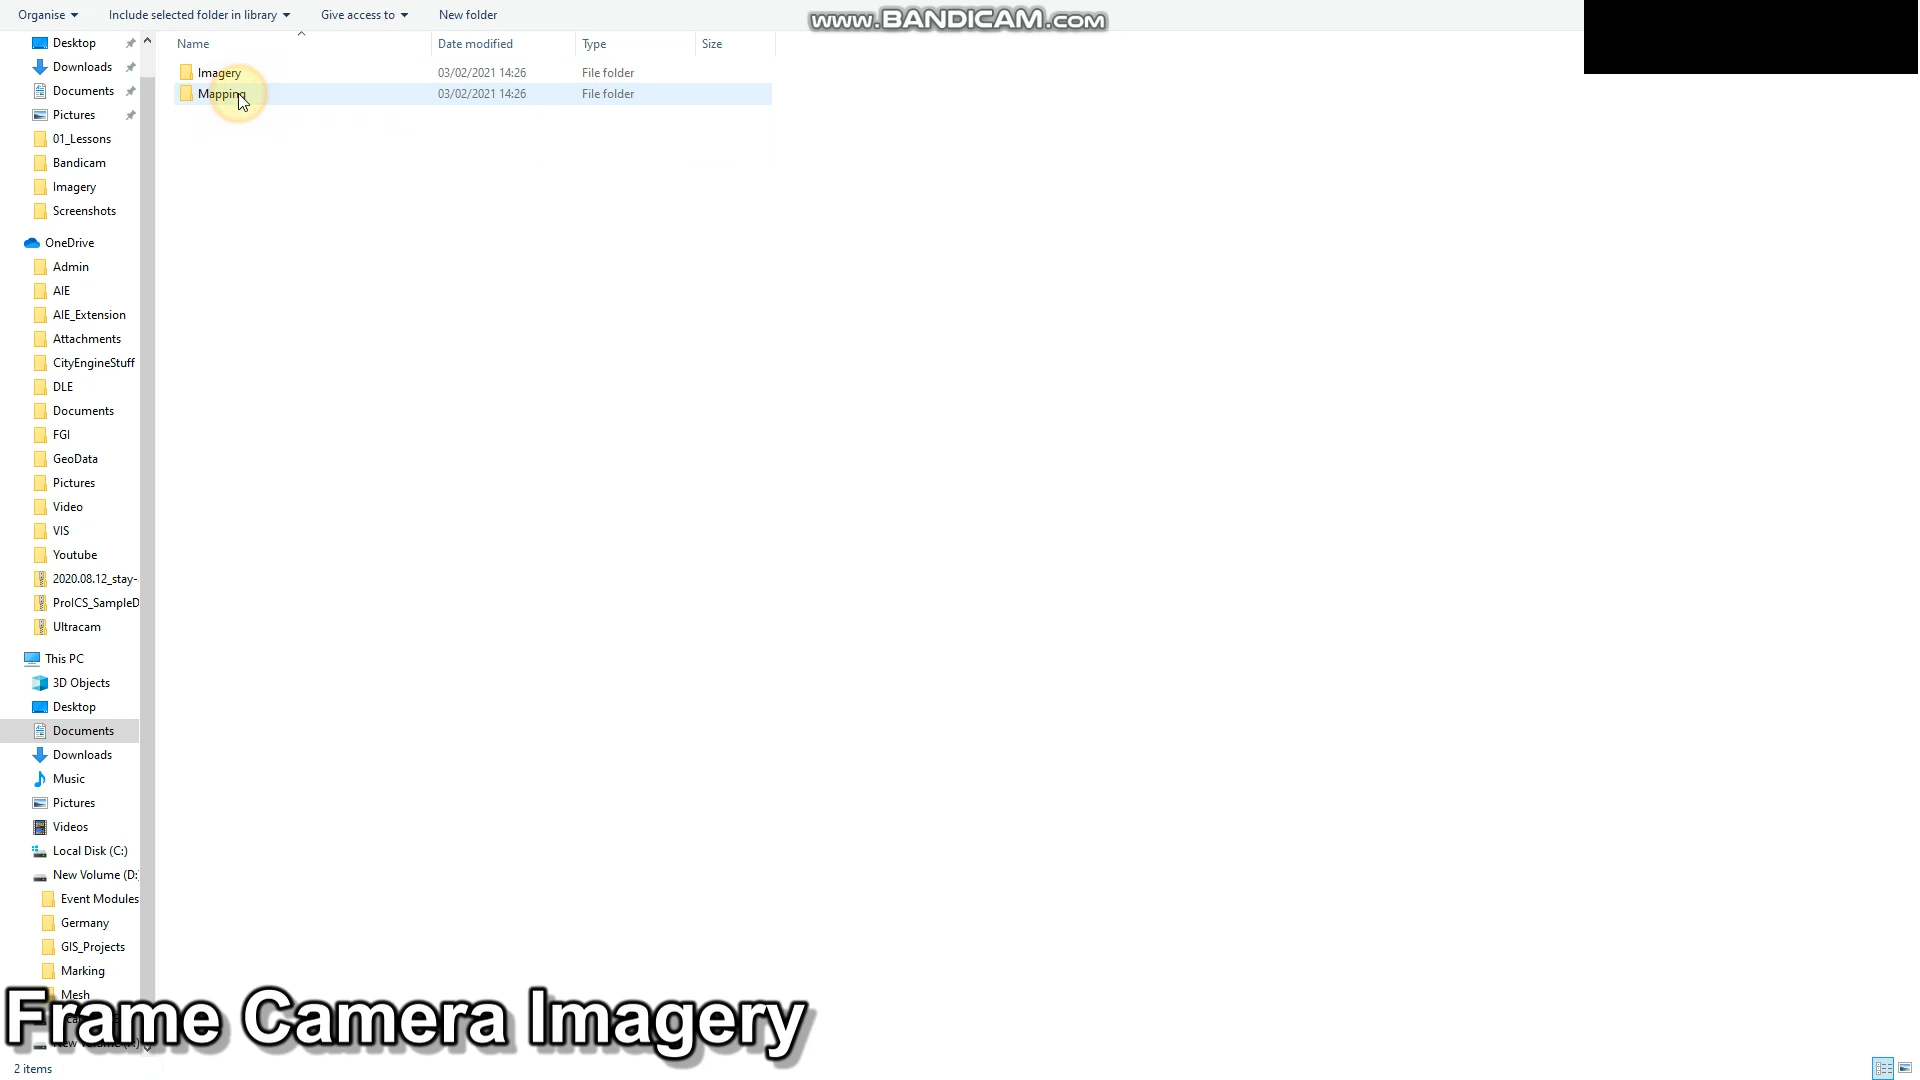 Organise
Include selected folder in library
Give access to
New folder
www.BANDICAM.COM
Name
Date modified
Type
Size
Imagery
03/02/2021 14:26
File folder
Mapping
03/02/2021 14:26
File folder
Desktop
Downloads
Documents
Pictures
01_Lessons
Bandicam
Imagery
Screenshots
OneDrive
Admin
AIE
AIE_Extension
Attachments
CityEngineStuff
DLE
Documents
FGI
GeoData
Pictures
Video
VIS
Youtube
2020.08.12_stay-
ProICS_SampleD
Ultracam
This PC
3D Objects
Desktop
Documents
Downloads
Music
Pictures
Videos
Local Disk (C:)
New Volume (D:
Event Modules
Germany
GIS_Projects
Marking
Mesh
Frame Camera Imagery
2 items